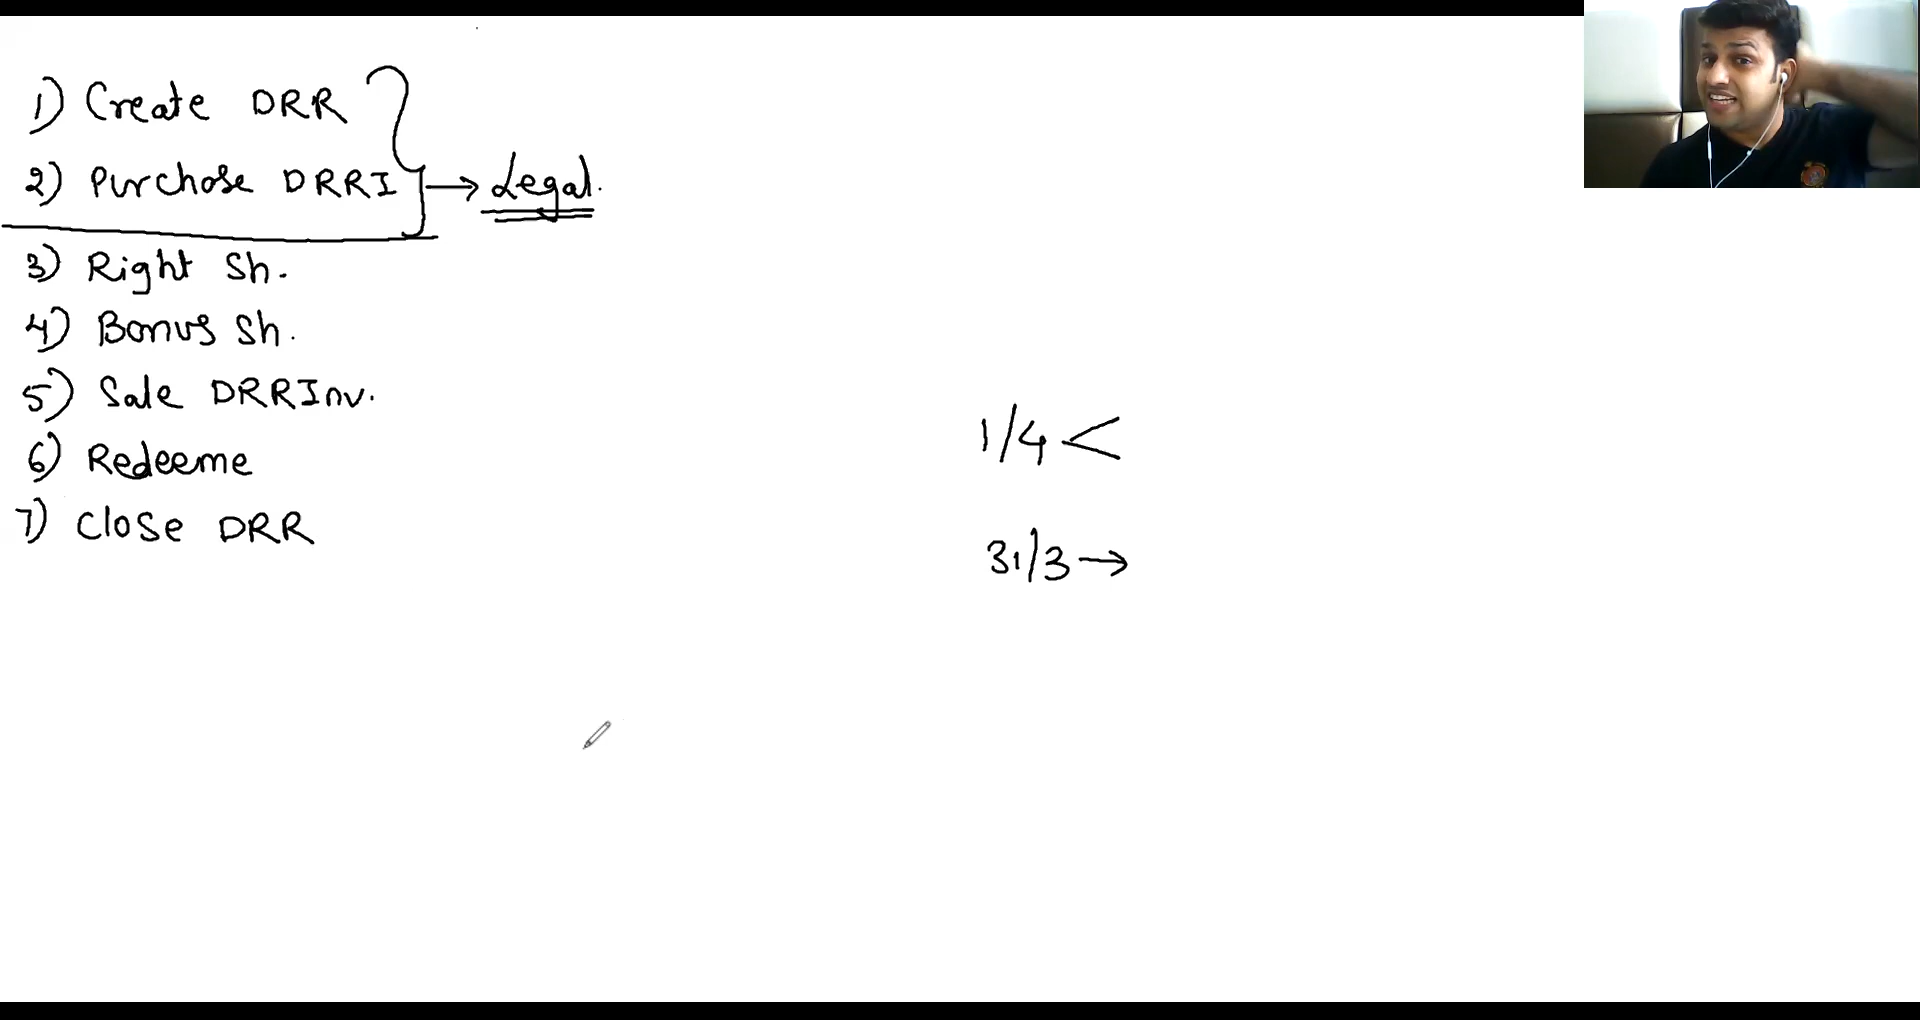 1) Create DRR
2) Purchase DRRI → Legal.
3) Right Sh.
4) Bonus Sh.
5) Sale DRRInv.
6) Redeeme
7) Close DRR
1/4 <
31/3 →